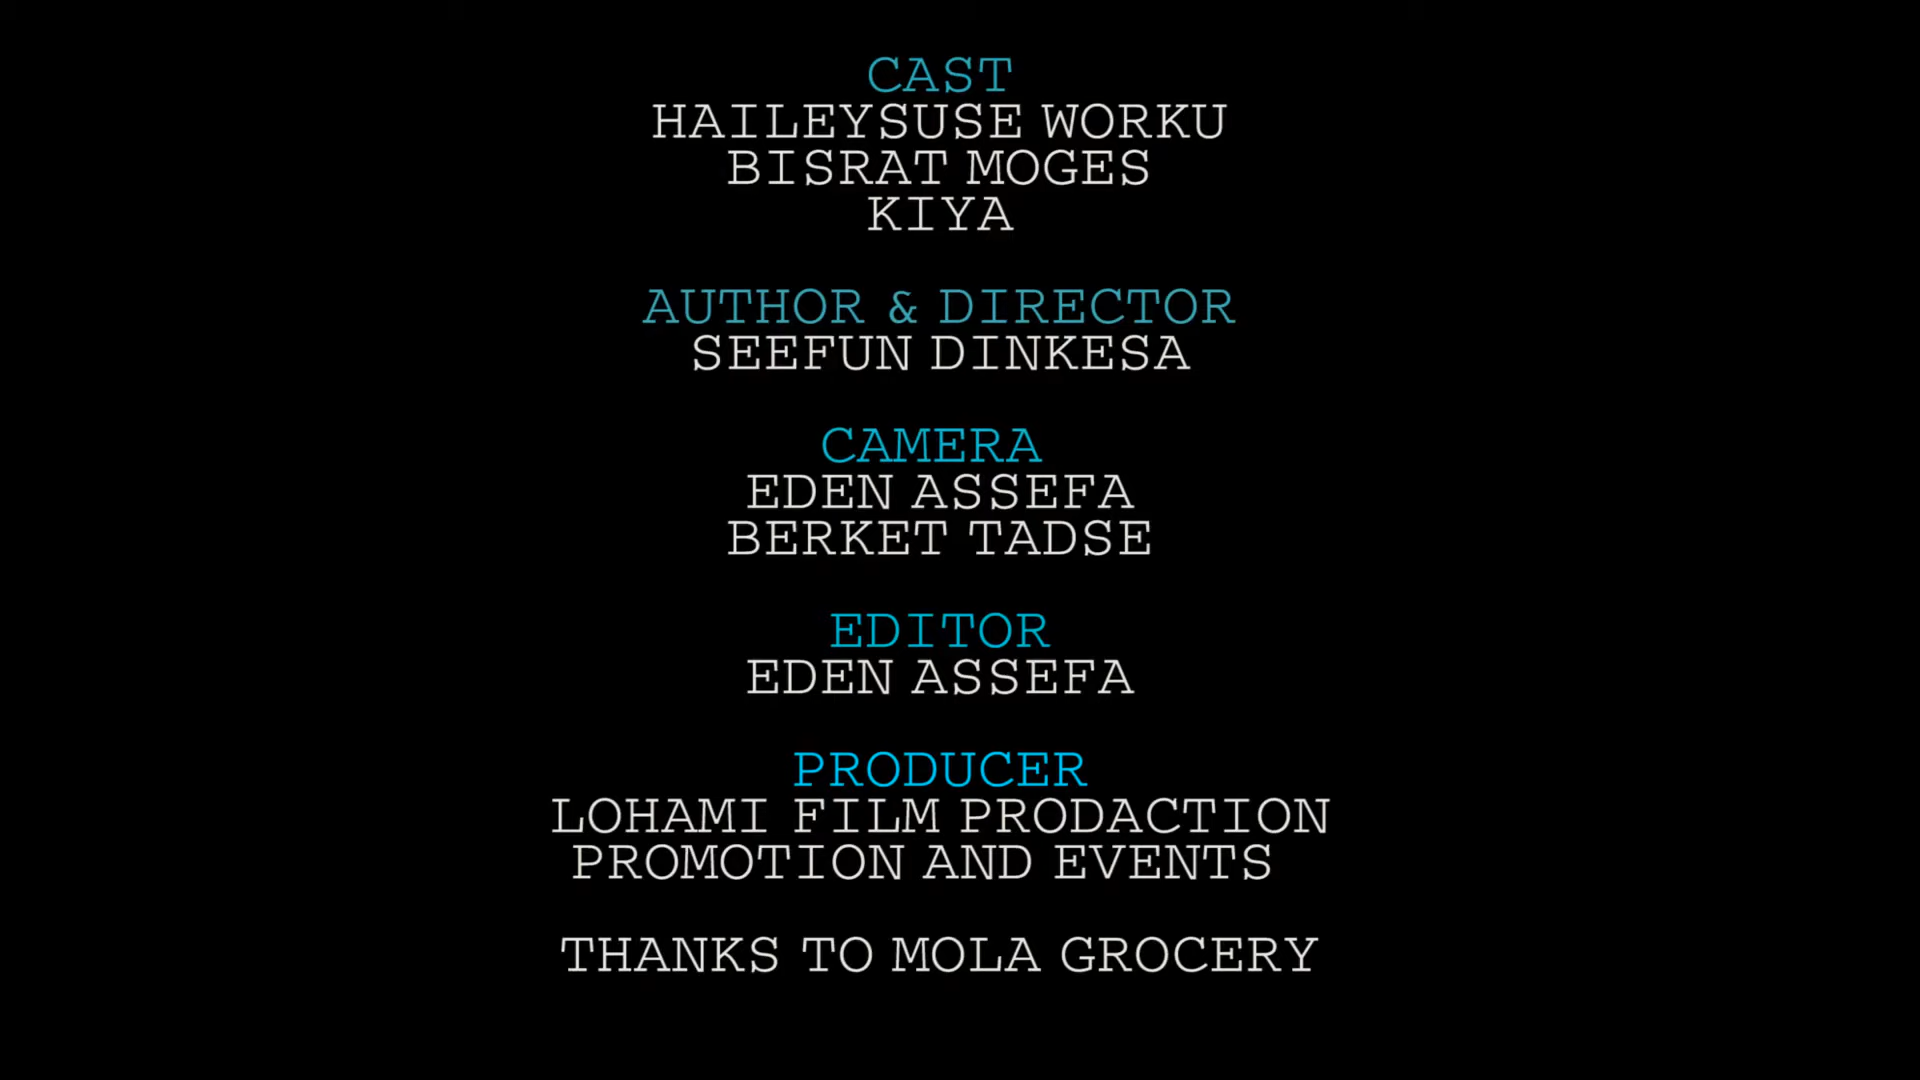 CAST
HAILEYSUSE WORKU
BISRAT MOGES
KIYA
AUTHOR & DIRECTOR
SEEFUN DINKESA
CAMERA
EDEN ASSEFA
BERKET TADSE
EDITOR
EDEN ASSEFA
PRODUCER
LOHAMI FILM PRODACTION
PROMOTION AND EVENTS
THANKS TO MOLA GROCERY